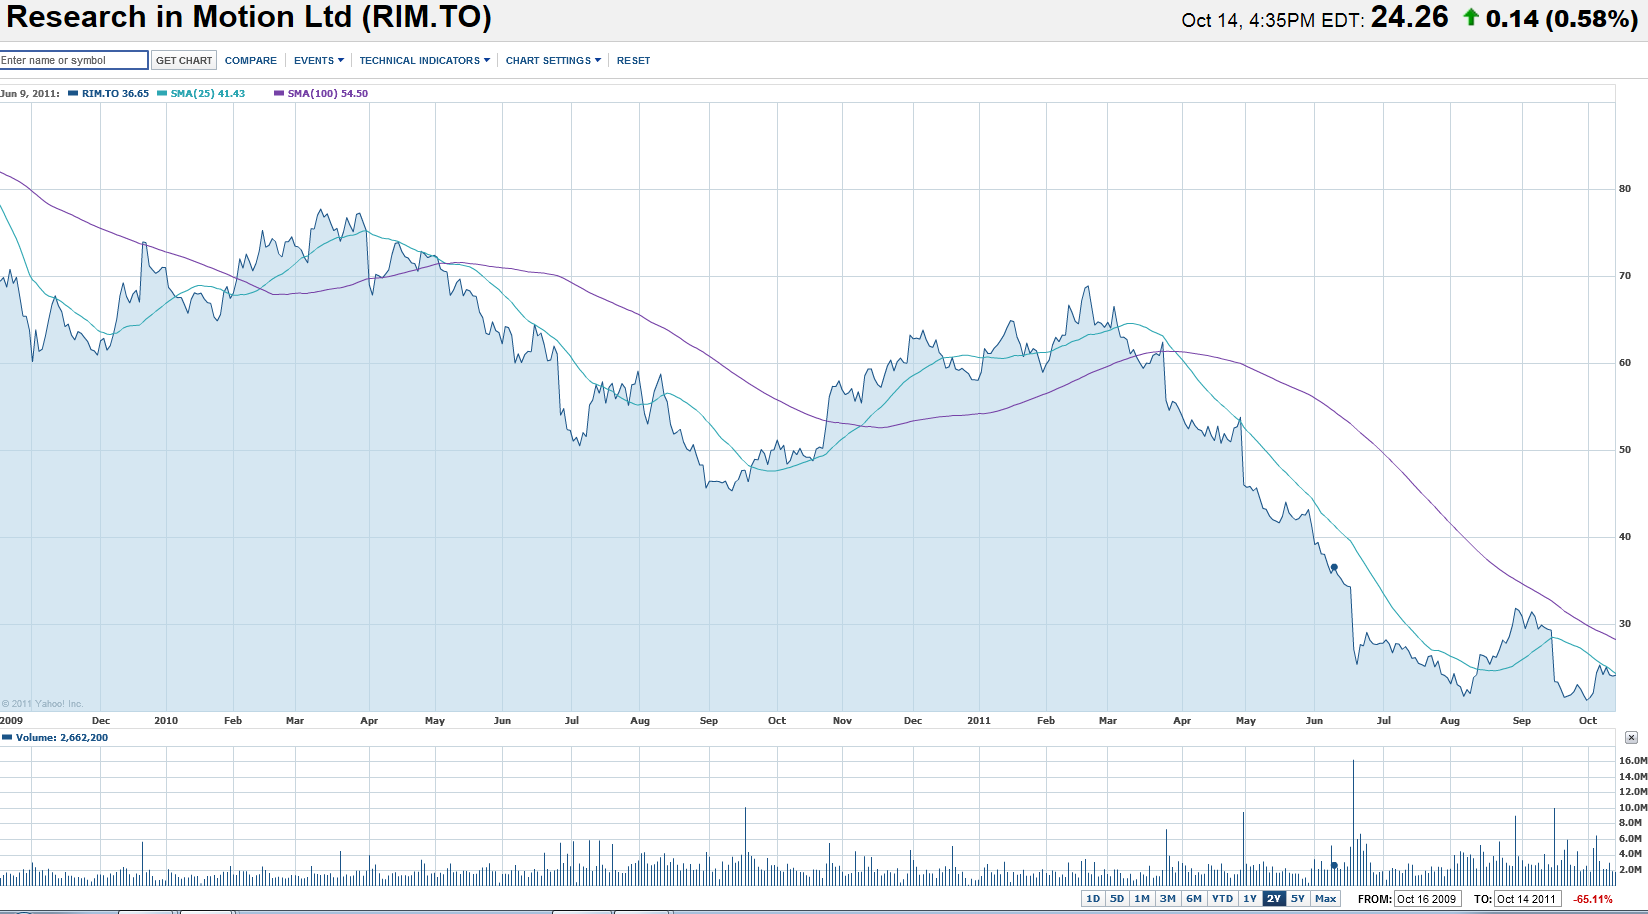 Research in Motion Ltd (RIM.TO) Oct 14, 4:35PM EDT: 24.26 0.14 (0.58%)
Enter name or symbol GET CHART COMPARE EVENTS TECHNICAL INDICATORS CHART SETTINGS RESET
Jun 9, 2011: RIM.TO 36.65 SMA(25) 41.43 SMA(100) 54.50
80
70
60
50
40
30
© 2011 Yahoo! Inc.
2009 Dec 2010 Feb Mar Apr May Jun Jul Aug Sep Oct Nov Dec 2011 Feb Mar Apr May Jun Jul Aug Sep Oct
Volume: 2,662,200
16.0M
14.0M
12.0M
10.0M
8.0M
6.0M
4.0M
2.0M
1D 5D 1M 3M 6M YTD 1Y 2Y 5Y Max FROM: Oct 16 2009 TO: Oct 14 2011 -65.11%